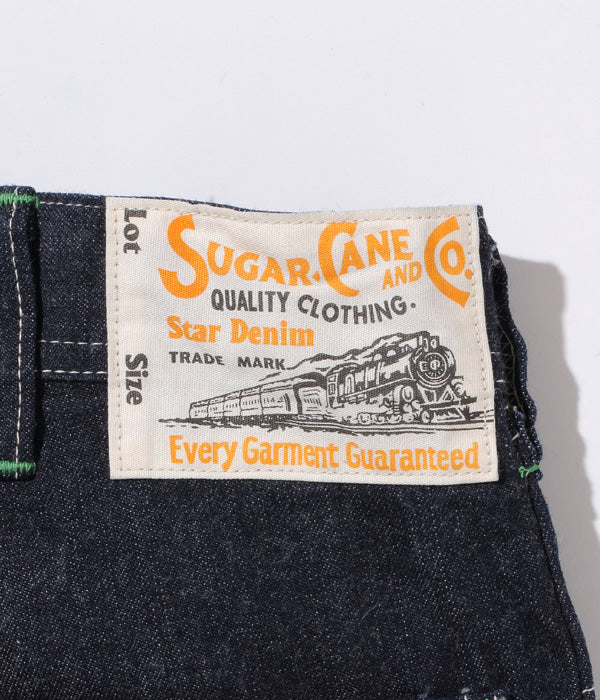 Lot
Size
SUGAR CANE AND CO.
QUALITY CLOTHING.
Star Denim
TRADE MARK
Every Garment Guaranteed